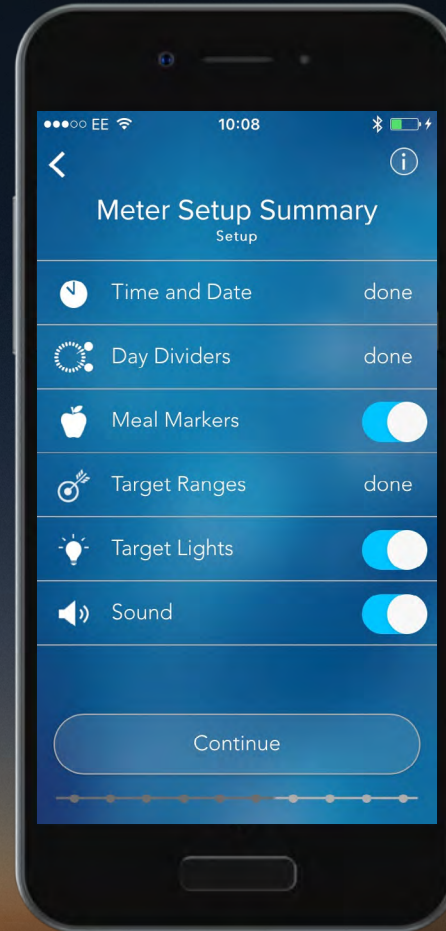 EE 10:08
Meter Setup Summary
Setup
Time and Date done
Day Dividers done
Meal Markers
Target Ranges done
Target Lights
Sound
Continue